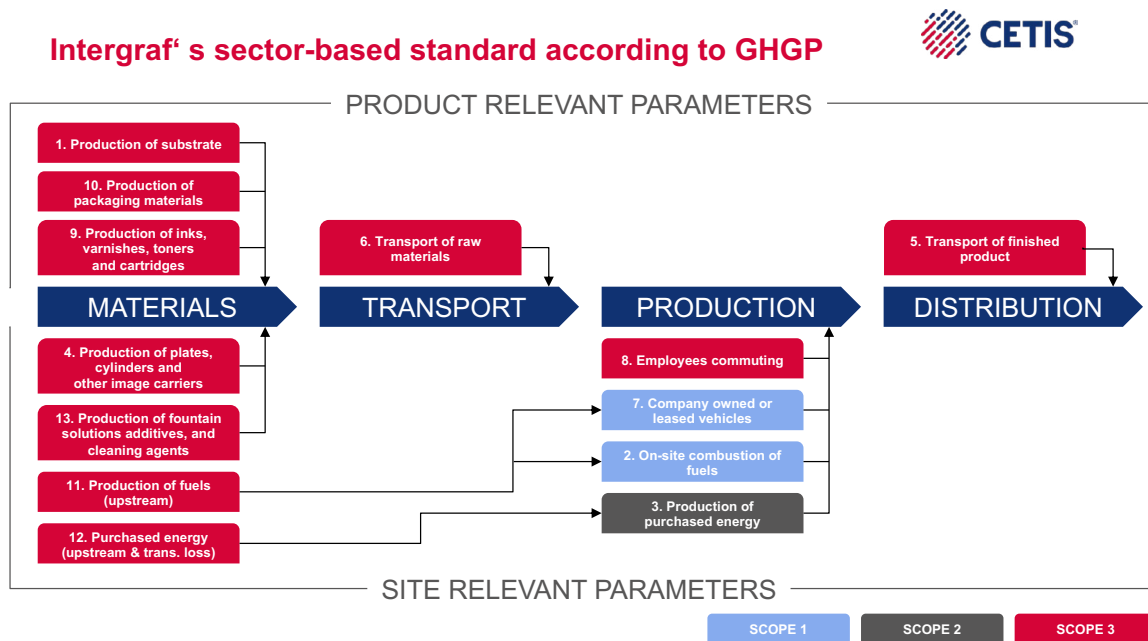 Intergraf‘ s sector-based standard according to GHGP
CETIS®
PRODUCT RELEVANT PARAMETERS
1. Production of substrate
10. Production of
packaging materials
9. Production of inks,
varnishes, toners
and cartridges
6. Transport of raw
materials
5. Transport of finished
product
MATERIALS
TRANSPORT
PRODUCTION
DISTRIBUTION
4. Production of plates,
cylinders and
other image carriers
13. Production of fountain
solutions additives, and
cleaning agents
11. Production of fuels
(upstream)
12. Purchased energy
(upstream & trans. loss)
8. Employees commuting
7. Company owned or
leased vehicles
2. On-site combustion of
fuels
3. Production of
purchased energy
SITE RELEVANT PARAMETERS
SCOPE 1
SCOPE 2
SCOPE 3